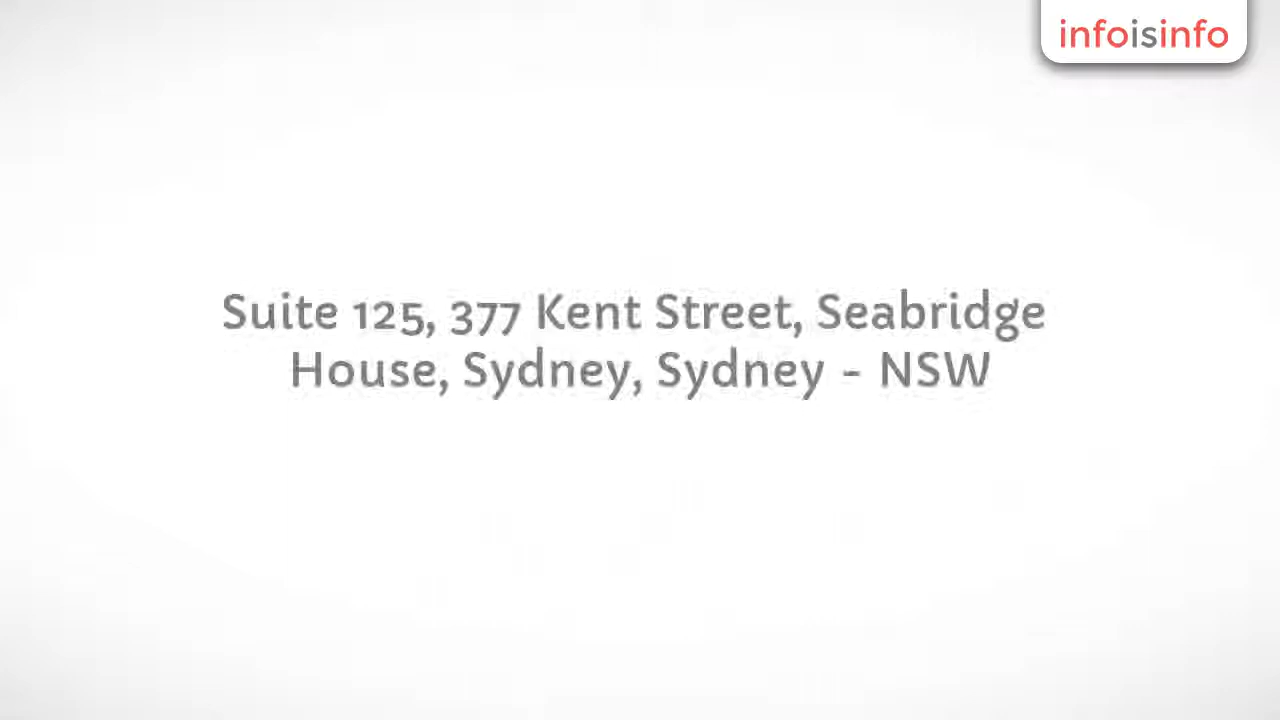 infoisinfo
Suite 125, 377 Kent Street, Seabridge
House, Sydney, Sydney - NSW